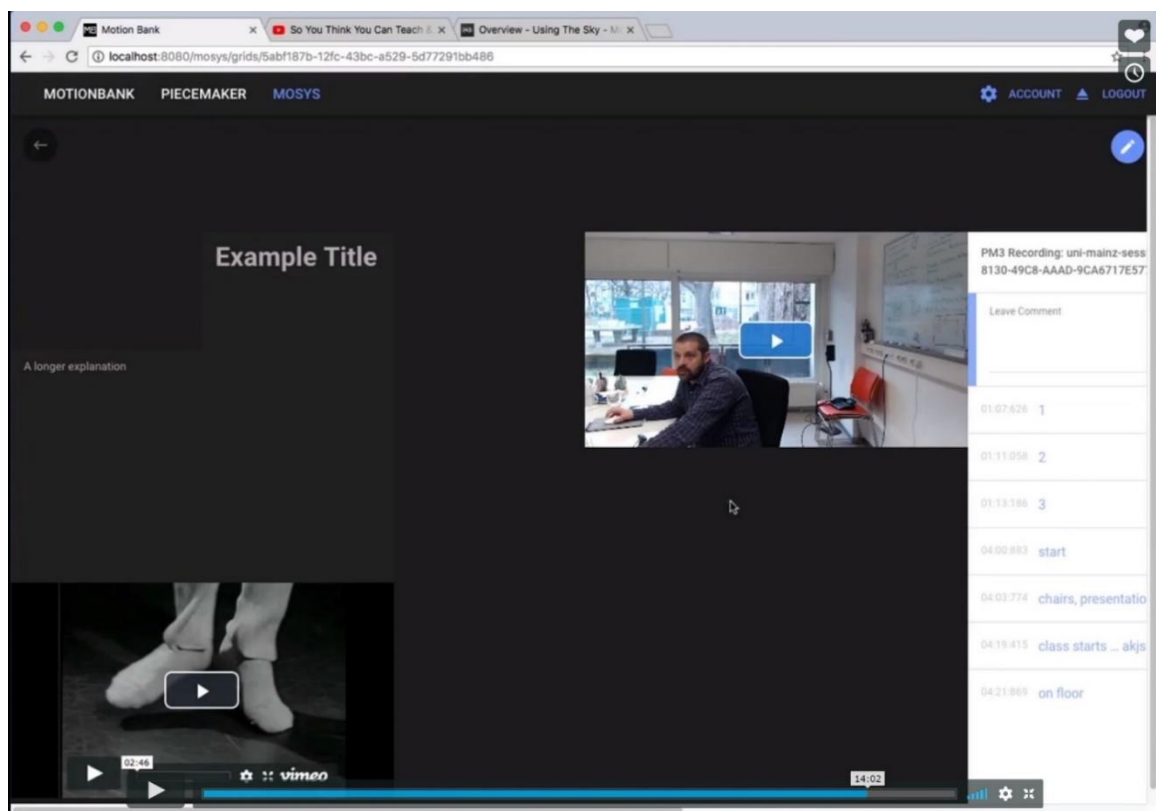 Motion Bank
So You Think You Can Teach
Overview - Using The Sky - M
localhost:8080/mosys/grids/5abf187b-12fc-43bc-a529-5d77291bb486
MOTIONBANK PIECEMAKER MOSYS ACCOUNT LOGOUT
Example Title
A longer explanation
PM3 Recording: uni-mainz-sess
8130-49C8-AAAD-9CA6717E57
Leave Comment
01:07:626 1
01:11:058 2
01:13:186 3
04:00:883 start
04:03:774 chairs, presentatio
04:19:415 class starts ... akjs
04:21:869 on floor
02:46
vimeo
14:02